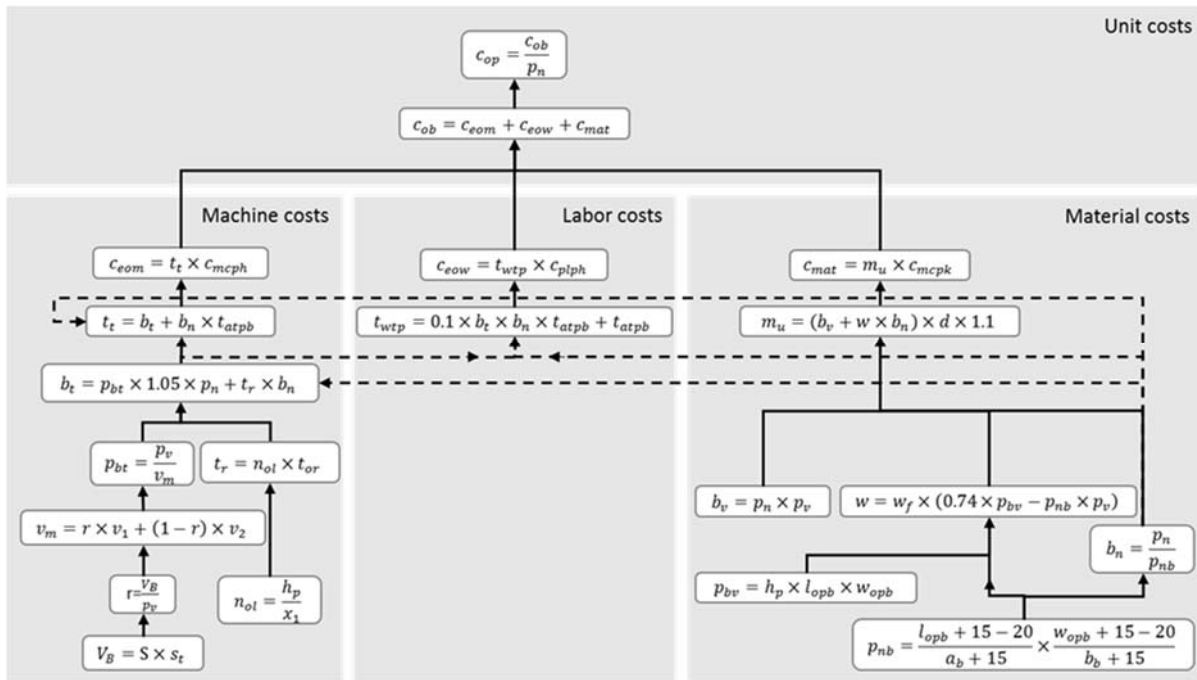 Unit costs
c_op = c_ob / p_n
c_ob = c_eom + c_eow + c_mat
Machine costs
c_eom = t_t × c_mcph
t_t = b_t + b_n × t_atpb
b_t = p_bt × 1.05 × p_n + t_r × b_n
p_bt = p_v / v_m
t_r = n_ol × t_or
v_m = r × v_1 + (1 − r) × v_2
r= V_B / p_v
n_ol = h_p / x_1
V_B = S × s_t
Labor costs
c_eow = t_wtp × c_plph
t_wtp = 0.1 × b_t × b_n × t_atpb + t_atpb
Material costs
c_mat = m_u × c_mcpk
m_u = (b_v + w × b_n) × d × 1.1
b_v = p_n × p_v
w = w_f × (0.74 × p_bv − p_nb × p_v)
b_n = p_n / p_nb
p_bv = h_p × l_opb × w_opb
p_nb = (l_opb + 15 − 20) / (a_b + 15) × (w_opb + 15 − 20) / (b_b + 15)